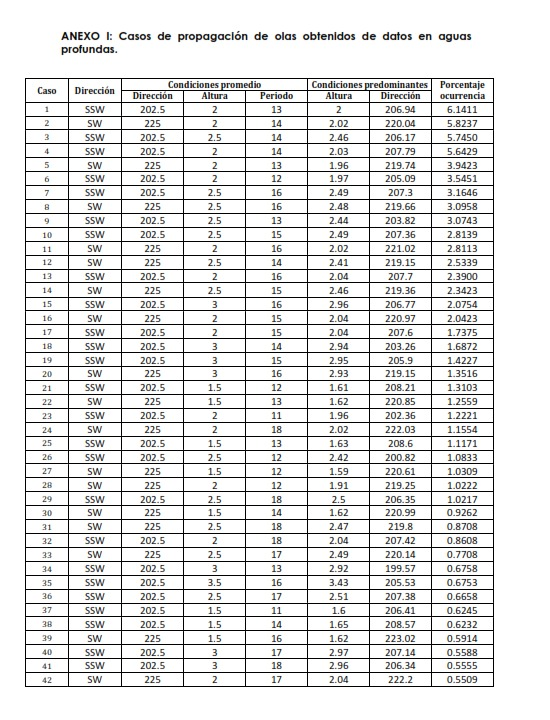 ANEXO I: Casos de propagación de olas obtenidos de datos en aguas
profundas.
Caso Dirección Condiciones promedio Condiciones predominantes Porcentaje ocurrencia
Dirección Altura Periodo Altura Dirección
1 SSW 202.5 2 13 2 206.94 6.1411
2 SW 225 2 14 2.02 220.04 5.8237
3 SSW 202.5 2.5 14 2.46 206.17 5.7450
4 SSW 202.5 2 14 2.03 207.79 5.6429
5 SW 225 2 13 1.96 219.74 3.9423
6 SSW 202.5 2 12 1.97 205.09 3.5451
7 SSW 202.5 2.5 16 2.49 207.3 3.1646
8 SW 225 2.5 16 2.48 219.66 3.0958
9 SSW 202.5 2.5 13 2.44 203.82 3.0743
10 SSW 202.5 2.5 15 2.49 207.36 2.8139
11 SW 225 2 16 2.02 221.02 2.8113
12 SW 225 2.5 14 2.41 219.15 2.5339
13 SSW 202.5 2 16 2.04 207.7 2.3900
14 SW 225 2.5 15 2.46 219.36 2.3423
15 SSW 202.5 3 16 2.96 206.77 2.0754
16 SW 225 2 15 2.04 220.97 2.0423
17 SSW 202.5 2 15 2.04 207.6 1.7375
18 SSW 202.5 3 14 2.94 203.26 1.6872
19 SSW 202.5 3 15 2.95 205.9 1.4227
20 SW 225 3 16 2.93 219.15 1.3516
21 SSW 202.5 1.5 12 1.61 208.21 1.3103
22 SW 225 1.5 13 1.62 220.85 1.2559
23 SSW 202.5 2 11 1.96 202.36 1.2221
24 SW 225 2 18 2.02 222.03 1.1554
25 SSW 202.5 1.5 13 1.63 208.6 1.1171
26 SSW 202.5 2.5 12 2.42 200.82 1.0833
27 SW 225 1.5 12 1.59 220.61 1.0309
28 SW 225 2 12 1.91 219.25 1.0222
29 SSW 202.5 2.5 18 2.5 206.35 1.0217
30 SW 225 1.5 14 1.62 220.99 0.9262
31 SW 225 2.5 18 2.47 219.8 0.8708
32 SSW 202.5 2 18 2.04 207.42 0.8608
33 SW 225 2.5 17 2.49 220.14 0.7708
34 SSW 202.5 3 13 2.92 199.57 0.6758
35 SSW 202.5 3.5 16 3.43 205.53 0.6753
36 SSW 202.5 2.5 17 2.51 207.38 0.6658
37 SSW 202.5 1.5 11 1.6 206.41 0.6245
38 SSW 202.5 1.5 14 1.65 208.57 0.6232
39 SW 225 1.5 16 1.62 223.02 0.5914
40 SSW 202.5 3 17 2.97 207.14 0.5588
41 SSW 202.5 3 18 2.96 206.34 0.5555
42 SW 225 2 17 2.04 222.2 0.5509